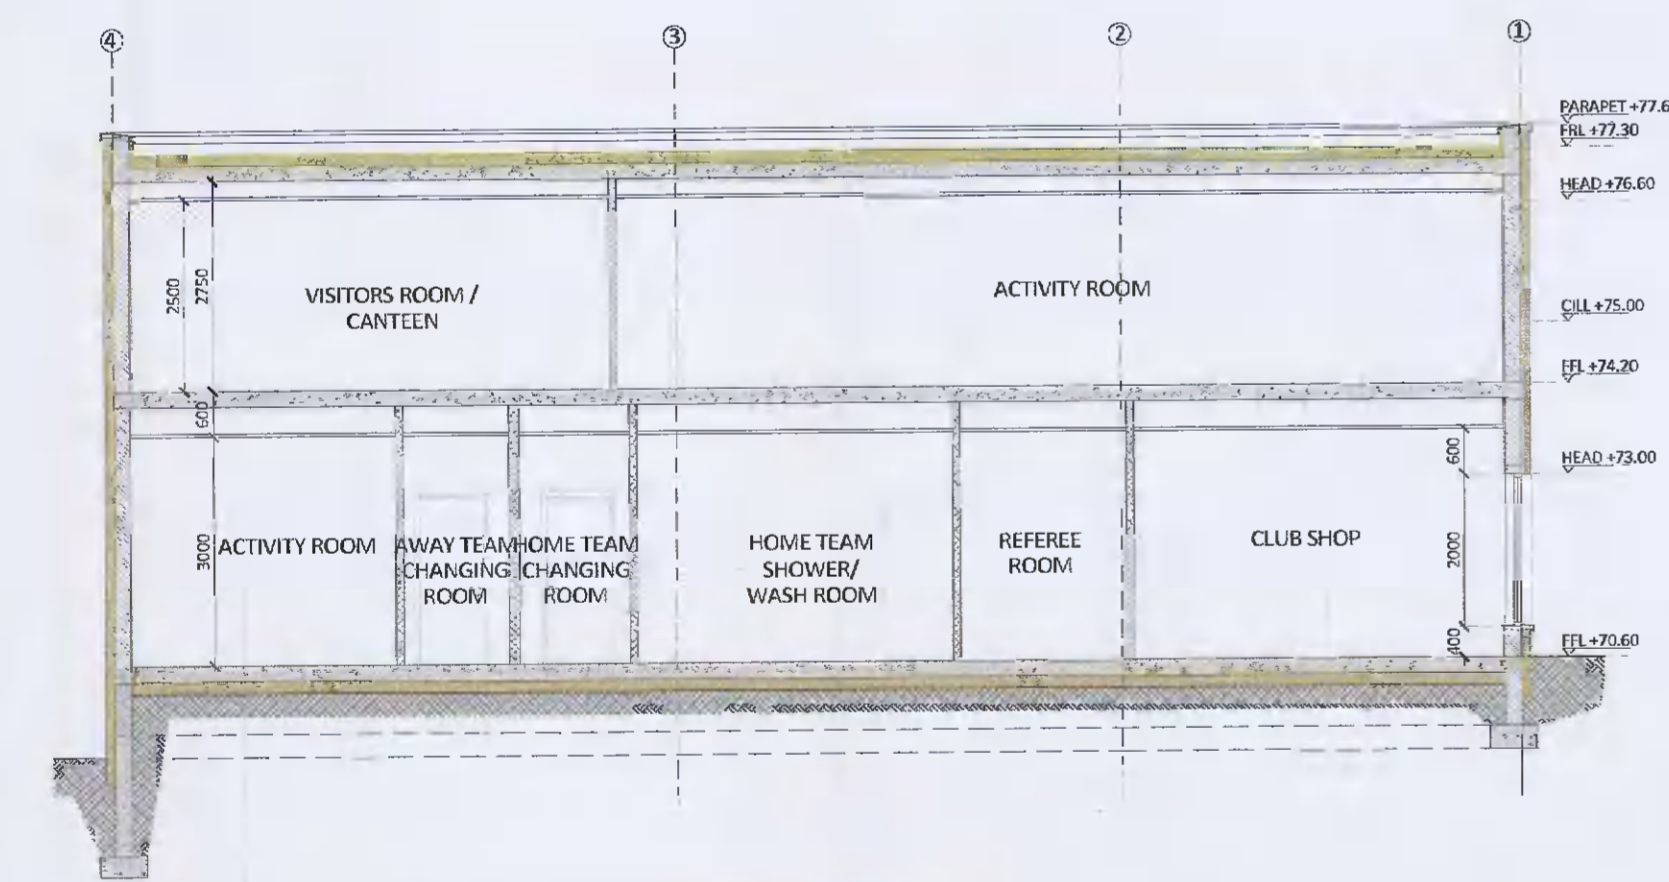 ④ ③ ② ①
PARAPET +77.6
FRL +77.30
HEAD +76.60
CILL +75.00
FFL +74.20
HEAD +73.00
FFL +70.60
2500
2750
VISITORS ROOM /
CANTEEN
ACTIVITY ROOM
600
3000
ACTIVITY ROOM
AWAY TEAM
CHANGING
ROOM
HOME TEAM
CHANGING
ROOM
HOME TEAM
SHOWER/
WASH ROOM
REFEREE
ROOM
CLUB SHOP
600
2000
400